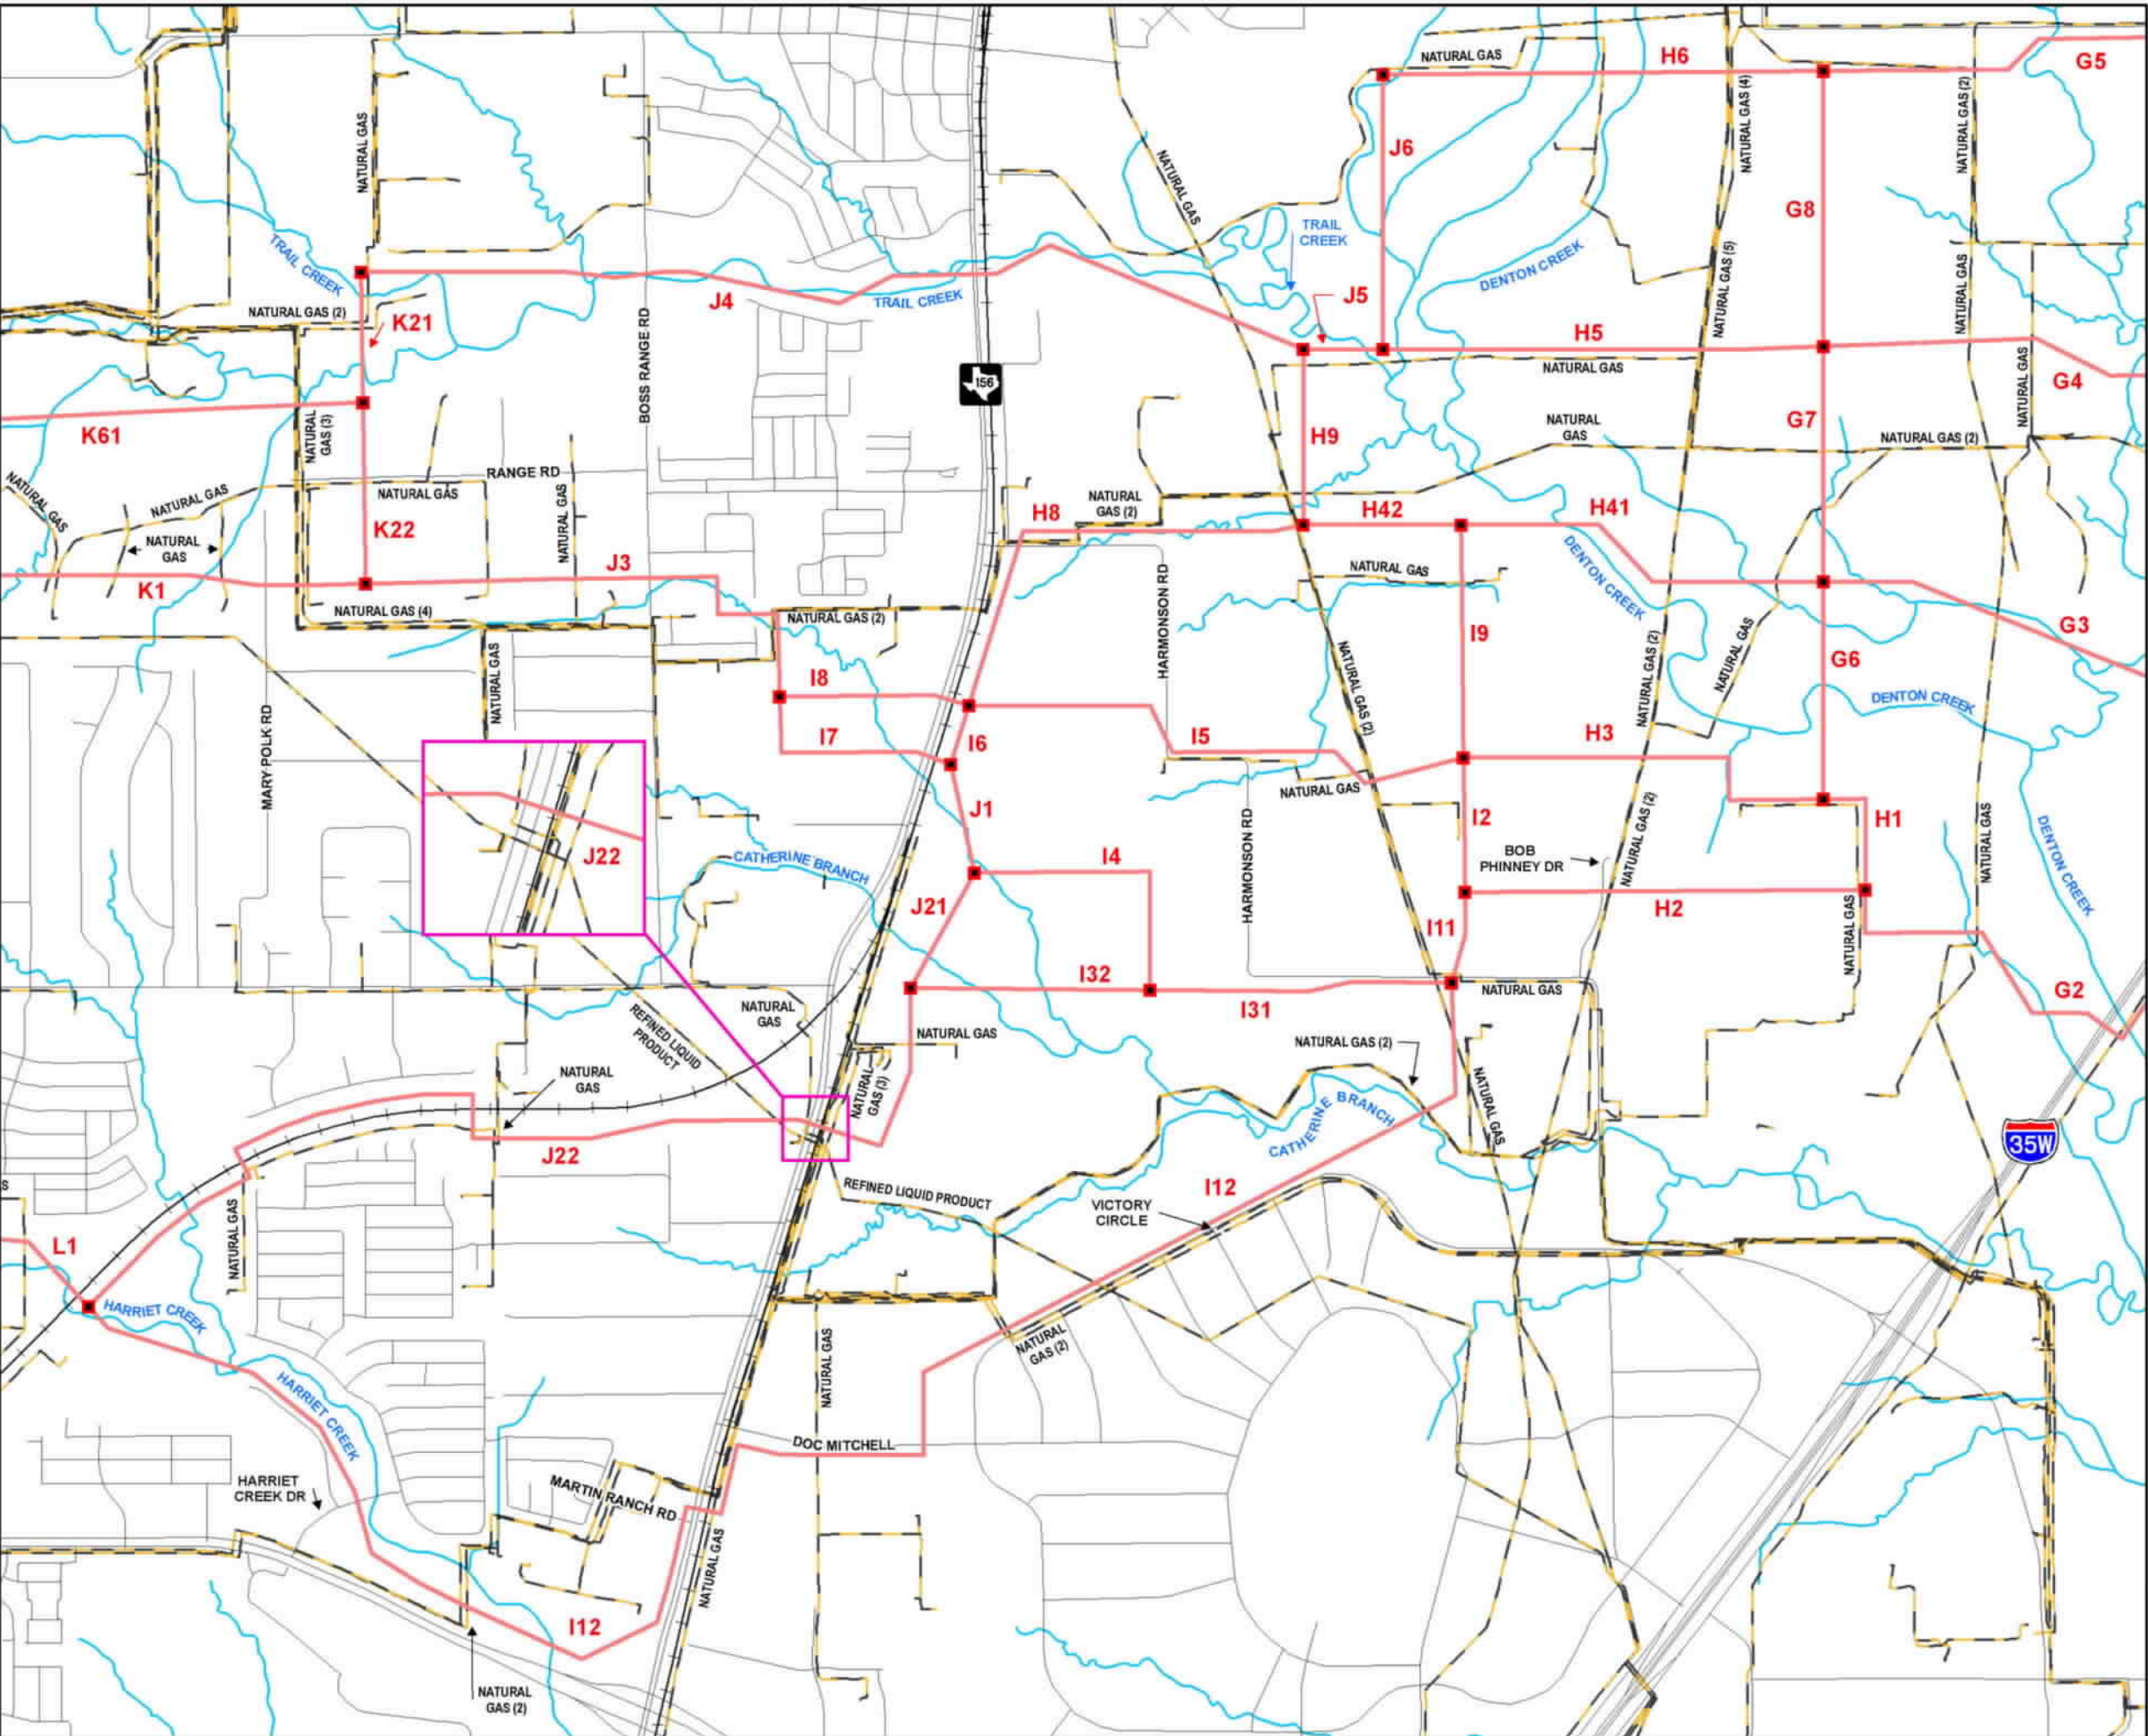 NATURAL GAS
H6
G5
NATURAL GAS
NATURAL GAS (4)
NATURAL GAS (2)
J6
NATURAL GAS
G8
TRAIL CREEK
TRAIL
CREEK
DENTON CREEK
NATURAL GAS (5)
NATURAL GAS
J4
TRAIL CREEK
J5
NATURAL GAS (2)
K21
BOSS RANGE RD
H5
NATURAL GAS
NATURAL GAS
156
G4
K61
NATURAL
GAS (3)
H9
NATURAL
GAS
G7
NATURAL GAS (2)
NATURAL GAS
RANGE RD
NATURAL GAS
NATURAL GAS
NATURAL GAS
NATURAL
GAS (2)
H8
H42
H41
K22
NATURAL
GAS
J3
K1
NATURAL GAS
DENTON CREEK
NATURAL GAS (4)
NATURAL GAS (2)
HARMONSON RD
I9
G3
NATURAL GAS
NATURAL GAS (2)
NATURAL GAS (2)
NATURAL GAS
G6
I8
DENTON CREEK
MARY POLK RD
I7
I6
I5
H3
NATURAL GAS
J1
I2
H1
NATURAL GAS (2)
NATURAL GAS
DENTON CREEK
J22
CATHERINE BRANCH
I4
HARMONSON RD
BOB
PHINNEY DR
J21
I11
H2
NATURAL GAS
I32
I31
NATURAL GAS
G2
NATURAL
GAS
REFINED LIQUID
PRODUCT
NATURAL GAS
NATURAL GAS (2)
NATURAL
GAS
NATURAL
GAS (3)
NATURAL GAS
CATHERINE BRANCH
35W
J22
S
REFINED LIQUID PRODUCT
VICTORY
CIRCLE
I12
NATURAL GAS
L1
HARRIET CREEK
NATURAL
GAS (2)
NATURAL GAS
HARRIET CREEK
DOC MITCHELL
HARRIET
CREEK DR
MARTIN RANCH RD
NATURAL GAS
I12
NATURAL
GAS (2)